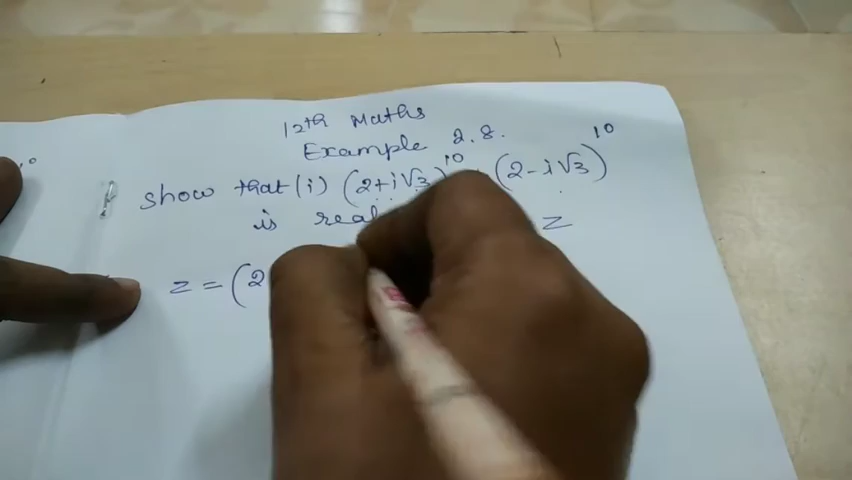 12th Maths
Example 2.8.
show that (i) (2+i√3)^10 + (2-i√3)^10
is real z
z = (2